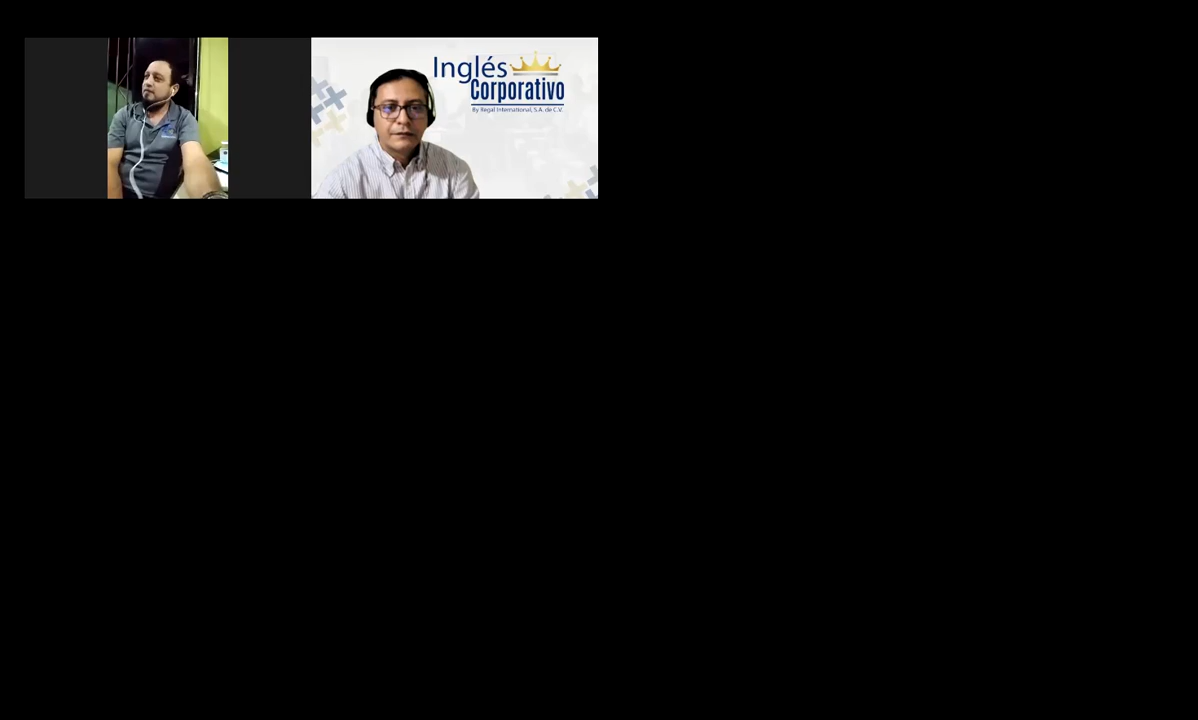 Inglés
Corporativo
By Regal International, S.A. de C.V.